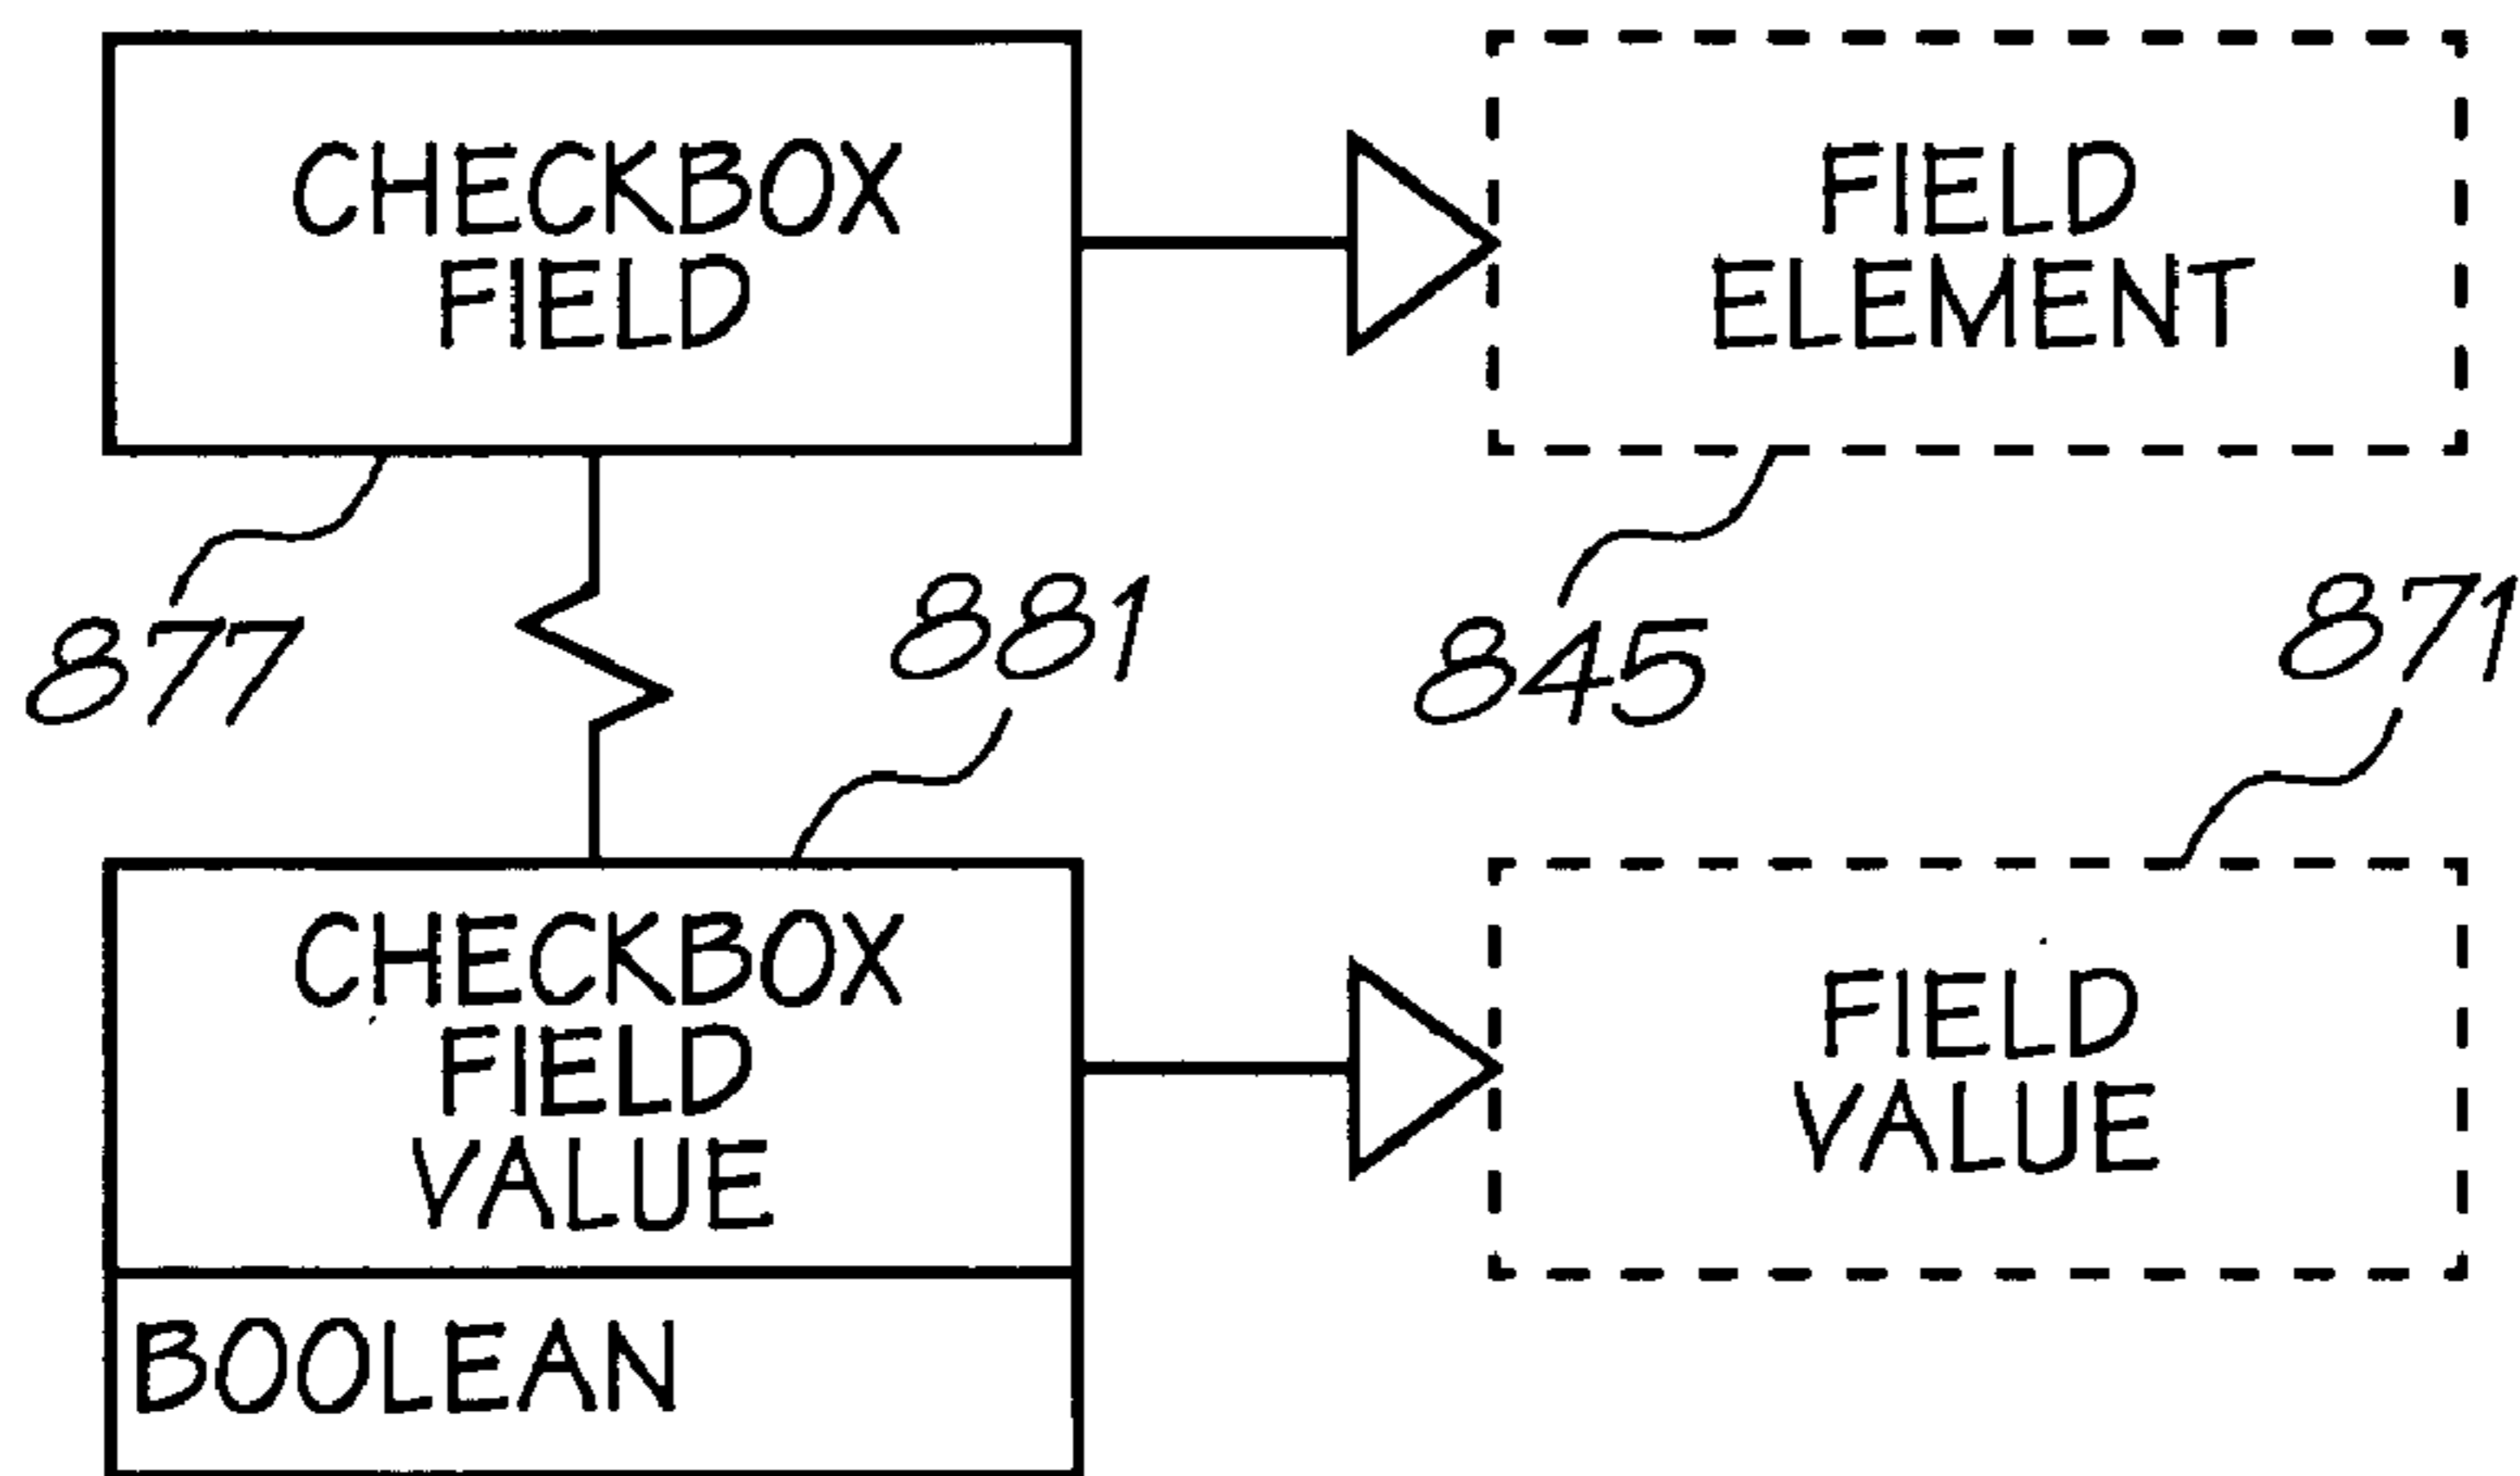 CHECKBOX
FIELD
FIELD
ELEMENT
877
881
845
871
CHECKBOX
FIELD
VALUE
BOOLEAN
FIELD
VALUE